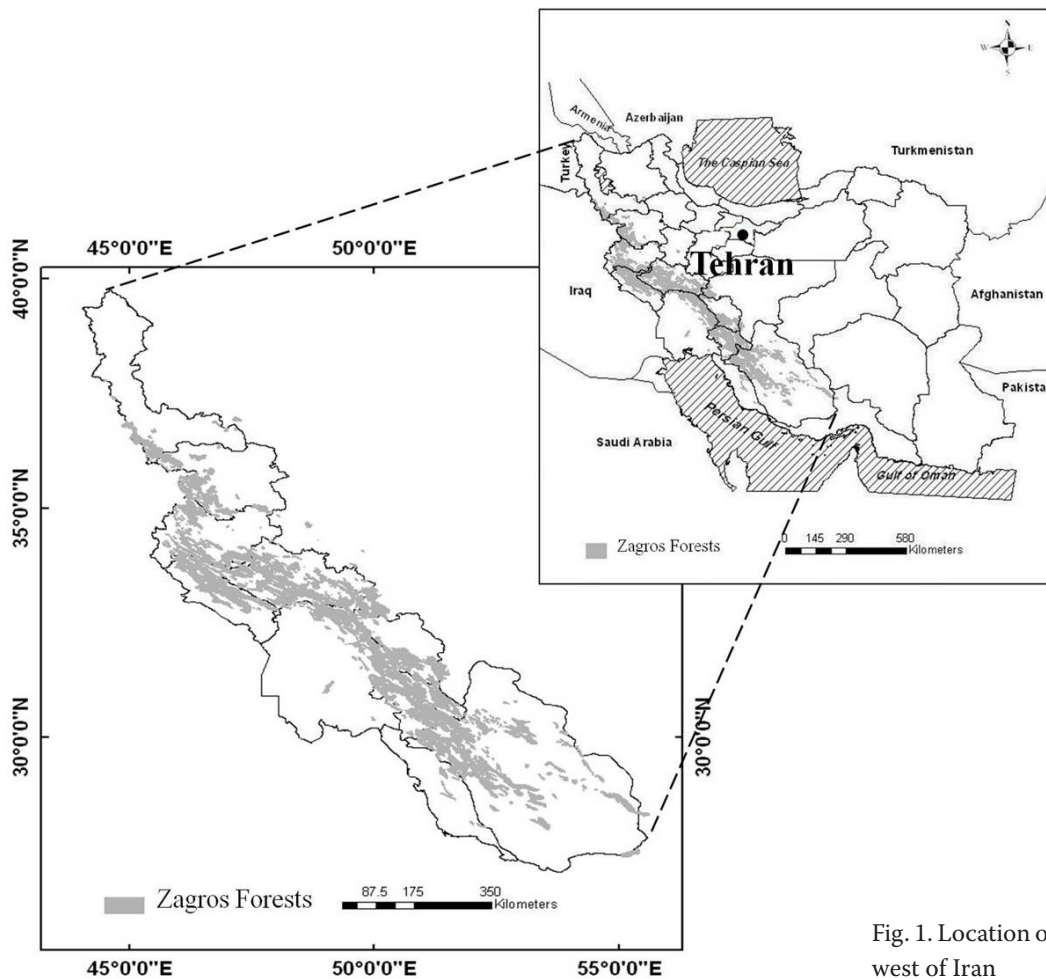 N
W E
S
Armenia
Azerbaijan
Turkey
The Caspian Sea
Turkmenistan
Tehran
Iraq
Afghanistan
Pakista
Persian Gulf
Saudi Arabia
Gulf of Oman
Zagros Forests
0 145 290 580
Kilometers
45°0'0"E 50°0'0"E
40°0'0"N
35°0'0"N
30°0'0"N
30°0'0"N
Zagros Forests
87.5 175 350
Kilometers
45°0'0"E 50°0'0"E 55°0'0"E
Fig. 1. Location o
west of Iran